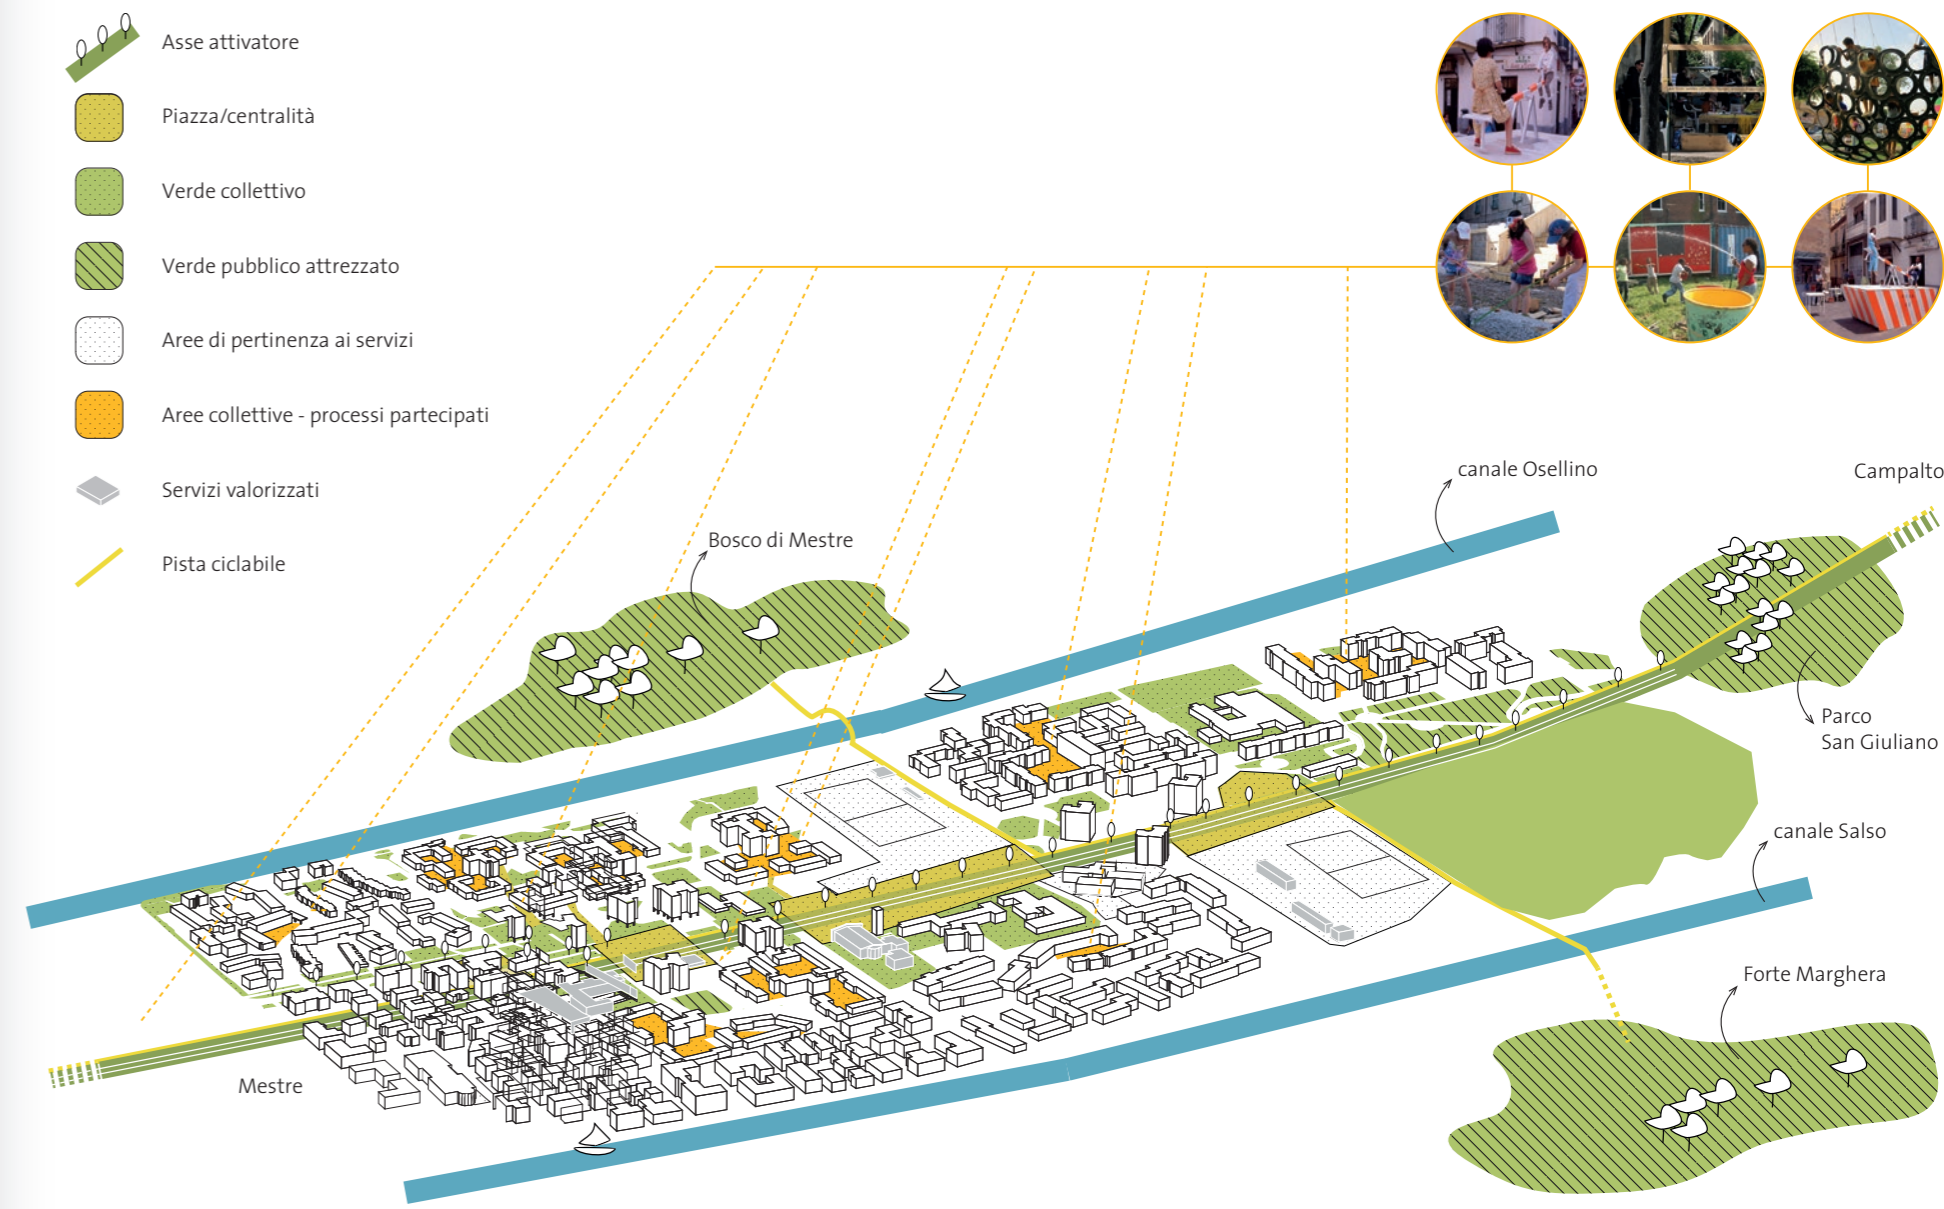 Asse attivatore
Piazza/centralità
Verde collettivo
Verde pubblico attrezzato
Aree di pertinenza ai servizi
Aree collettive - processi partecipati
Servizi valorizzati
Pista ciclabile
canale Osellino
Campalto
Bosco di Mestre
Parco
San Giuliano
canale Salso
Forte Marghera
Mestre